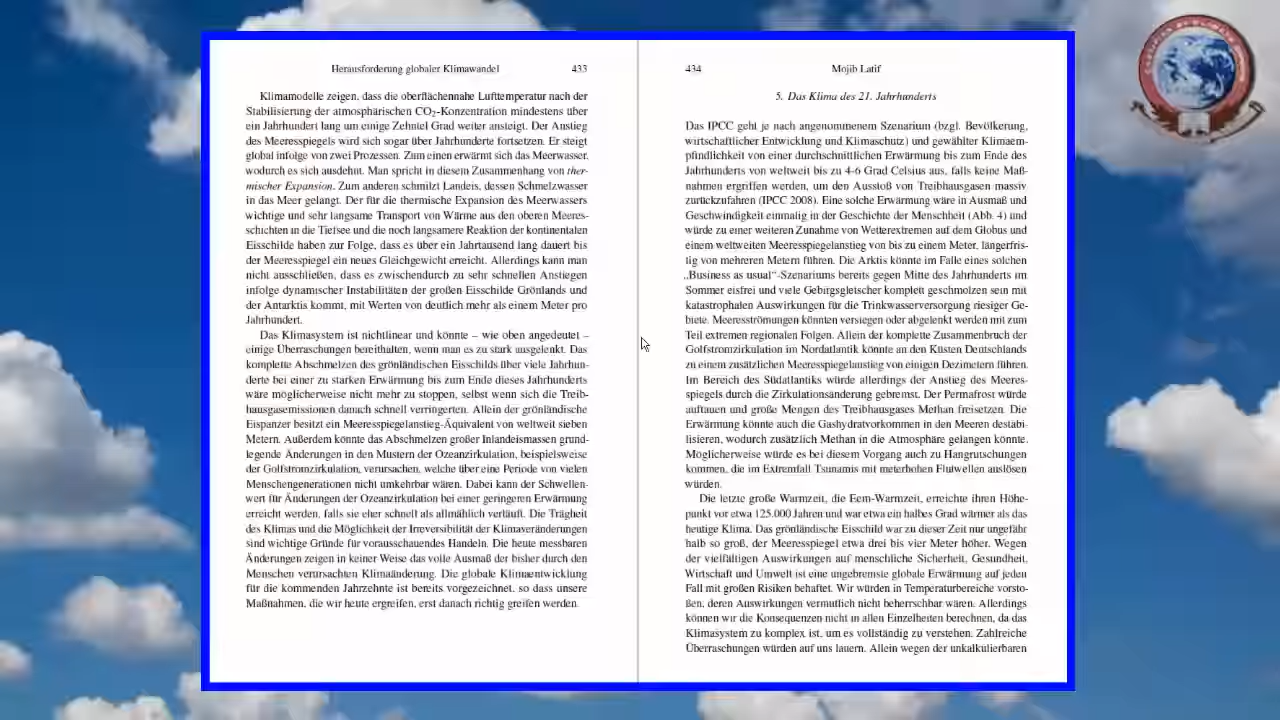 Herausforderung globaler Klimawandel 433
Klimamodelle zeigen, dass die oberflächennahe Lufttemperatur nach der
Stabilisierung der atmosphärischen CO₂-Konzentration mindestens über
ein Jahrhundert lang um einige Zehntel Grad weiter ansteigt. Der Anstieg
des Meeresspiegels wird sich sogar über Jahrhunderte fortsetzen. Er steigt
global infolge von zwei Prozessen. Zum einen erwärmt sich das Meerwasser,
wodurch es sich ausdehnt. Man spricht in diesem Zusammenhang von ther-
mischer Expansion. Zum anderen schmilzt Landeis, dessen Schmelzwasser
in das Meer gelangt. Der für die thermische Expansion des Meerwassers
wichtige und sehr langsame Transport von Wärme aus den oberen Meeres-
schichten in die Tiefsee und die noch langsamere Reaktion der kontinentalen
Eisschilde haben zur Folge, dass es über ein Jahrtausend lang dauert bis
der Meeresspiegel ein neues Gleichgewicht erreicht. Allerdings kann man
nicht ausschließen, dass es zwischendurch zu sehr schnellen Anstiegen
infolge dynamischer Instabilitäten der großen Eisschilde Grönlands und
der Antarktis kommt, mit Werten von deutlich mehr als einem Meter pro
Jahrhundert.
Das Klimasystem ist nichtlinear und könnte – wie oben angedeutet –
einige Überraschungen bereithalten, wenn man es zu stark auslenkt. Das
komplette Abschmelzen des grönländischen Eisschilds über viele Jahrhun-
derte bei einer zu starken Erwärmung bis zum Ende dieses Jahrhunderts
wäre möglicherweise nicht mehr zu stoppen, selbst wenn sich die Treib-
hausgasemissionen danach schnell verringerten. Allein der grönländische
Eispanzer besitzt ein Meeresspiegelanstieg-Äquivalent von weltweit sieben
Metern. Außerdem könnte das Abschmelzen großer Inlandeismassen grund-
legende Änderungen in den Mustern der Ozeanzirkulation, beispielsweise
der Golfstromzirkulation, verursachen, welche über eine Periode von vielen
Menschengenerationen nicht umkehrbar wären. Dabei kann der Schwellen-
wert für Änderungen der Ozeanzirkulation bei einer geringeren Erwärmung
erreicht werden, falls sie eher schnell als allmählich verläuft. Die Trägheit
des Klimas und die Möglichkeit der Irreversibilität der Klimaveränderungen
sind wichtige Gründe für vorausschauendes Handeln. Die heute messbaren
Änderungen zeigen in keiner Weise das volle Ausmaß der bisher durch den
Menschen verursachten Klimaänderung. Die globale Klimaentwicklung
für die kommenden Jahrzehnte ist bereits vorgezeichnet, so dass unsere
Maßnahmen, die wir heute ergreifen, erst danach richtig greifen werden.
434 Mojib Latif
5. Das Klima des 21. Jahrhunderts
Das IPCC geht je nach angenommenem Szenarium (bzgl. Bevölkerung,
wirtschaftlicher Entwicklung und Klimaschutz) und gewählter Klimaem-
pfindlichkeit von einer durchschnittlichen Erwärmung bis zum Ende des
Jahrhunderts von weltweit bis zu 4-6 Grad Celsius aus, falls keine Maß-
nahmen ergriffen werden, um den Ausstoß von Treibhausgasen massiv
zurückzufahren (IPCC 2008). Eine solche Erwärmung wäre in Ausmaß und
Geschwindigkeit einmalig in der Geschichte der Menschheit (Abb. 4) und
würde zu einer weiteren Zunahme von Wetterextremen auf dem Globus und
einem weltweiten Meeresspiegelanstieg von bis zu einem Meter, längerfris-
tig von mehreren Metern führen. Die Arktis könnte im Falle eines solchen
„Business as usual“-Szenariums bereits gegen Mitte des Jahrhunderts im
Sommer eisfrei und viele Gebirgsgletscher komplett geschmolzen sein mit
katastrophalen Auswirkungen für die Trinkwasserversorgung riesiger Ge-
biete. Meeresströmungen könnten versiegen oder abgelenkt werden mit zum
Teil extremen regionalen Folgen. Allein der komplette Zusammenbruch der
Golfstromzirkulation im Nordatlantik könnte an den Küsten Deutschlands
zu einem zusätzlichen Meeresspiegelanstieg von einigen Dezimetern führen.
Im Bereich des Südatlantiks würde allerdings der Anstieg des Meeres-
spiegels durch die Zirkulationsänderung gebremst. Der Permafrost würde
auftauen und große Mengen des Treibhausgases Methan freisetzen. Die
Erwärmung könnte auch die Gashydratvorkommen in den Meeren destabi-
lisieren, wodurch zusätzlich Methan in die Atmosphäre gelangen könnte.
Möglicherweise würde es bei diesem Vorgang auch zu Hangrutschungen
kommen, die im Extremfall Tsunamis mit meterhohen Flutwellen auslösen
würden.
Die letzte große Warmzeit, die Eem-Warmzeit, erreichte ihren Höhe-
punkt vor etwa 125.000 Jahren und war etwa ein halbes Grad wärmer als das
heutige Klima. Das grönländische Eisschild war zu dieser Zeit nur ungefähr
halb so groß, der Meeresspiegel etwa drei bis vier Meter höher. Wegen
der vielfältigen Auswirkungen auf menschliche Sicherheit, Gesundheit,
Wirtschaft und Umwelt ist eine ungebremste globale Erwärmung auf jeden
Fall mit großen Risiken behaftet. Wir würden in Temperaturbereiche vorsto-
ßen, deren Auswirkungen vermutlich nicht beherrschbar wären. Allerdings
können wir die Konsequenzen nicht in allen Einzelheiten berechnen, da das
Klimasystem zu komplex ist, um es vollständig zu verstehen. Zahlreiche
Überraschungen würden auf uns lauern. Allein wegen der unkalkulierbaren